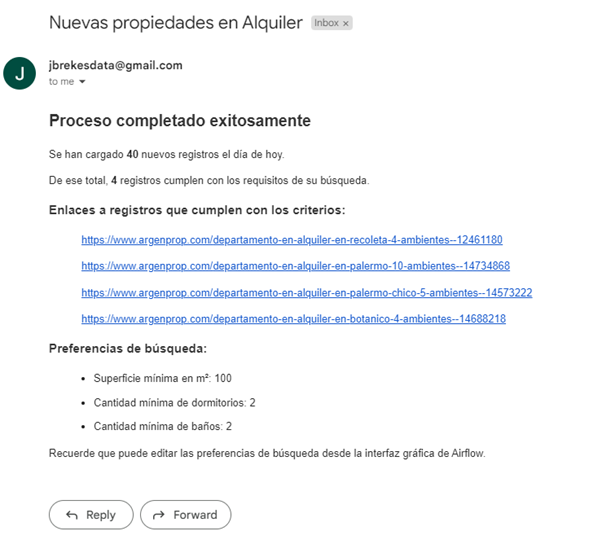 Nuevas propiedades en Alquiler Inbox ×
J
jbrekesdata@gmail.com
to me
Proceso completado exitosamente
Se han cargado 40 nuevos registros el día de hoy.
De ese total, 4 registros cumplen con los requisitos de su búsqueda.
Enlaces a registros que cumplen con los criterios:
https://www.argenprop.com/departamento-en-alquiler-en-recoleta-4-ambientes--12461180
https://www.argenprop.com/departamento-en-alquiler-en-palermo-10-ambientes--14734868
https://www.argenprop.com/departamento-en-alquiler-en-palermo-chico-5-ambientes--14573222
https://www.argenprop.com/departamento-en-alquiler-en-botanico-4-ambientes--14688218
Preferencias de búsqueda:
• Superficie mínima en m²: 100
• Cantidad mínima de dormitorios: 2
• Cantidad mínima de baños: 2
Recuerde que puede editar las preferencias de búsqueda desde la interfaz gráfica de Airflow.
Reply Forward